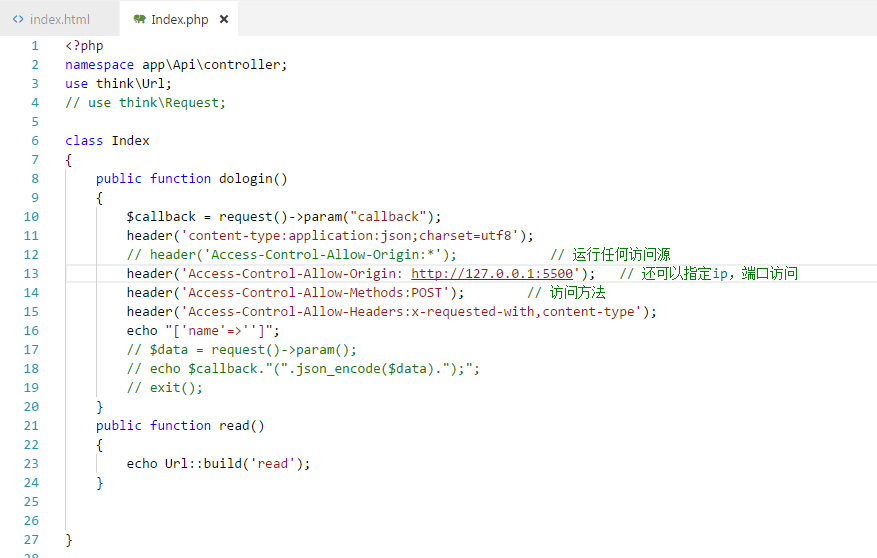 index.html Index.php ×
1 <?php
2 namespace app\Api\controller;
3 use think\Url;
4 // use think\Request;
5
6 class Index
7 {
8 public function dologin()
9 {
10 $callback = request()->param("callback");
11 header('content-type:application:json;charset=utf8');
12 // header('Access-Control-Allow-Origin:*'); // 运行任何访问源
13 header('Access-Control-Allow-Origin: http://127.0.0.1:5500'); // 还可以指定ip，端口访问
14 header('Access-Control-Allow-Methods:POST'); // 访问方法
15 header('Access-Control-Allow-Headers:x-requested-with,content-type');
16 echo "['name'=>'']";
17 // $data = request()->param();
18 // echo $callback."(".json_encode($data).");";
19 // exit();
20 }
21 public function read()
22 {
23 echo Url::build('read');
24 }
25
26
27 }
28